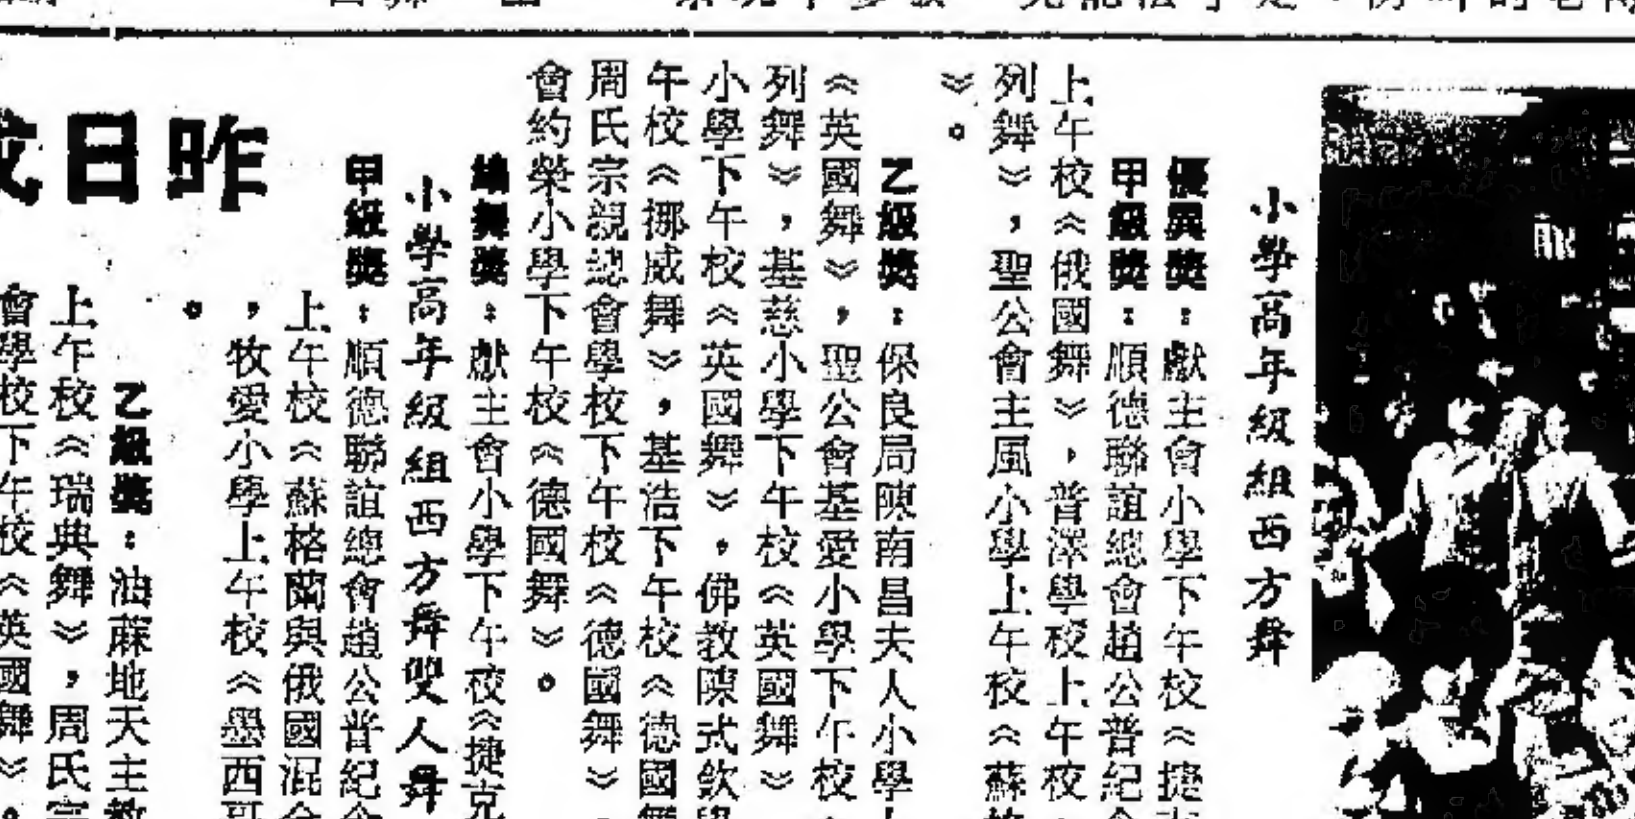 小學高年級組西方舞
優異獎：獻主會小學下午校《捷
甲級獎：順德聯誼總會趙公普紀念
上午校《俄國舞》，普澤學校上午校
列舞》，聖公會主風小學上午校《蘇格
》。
乙級獎：保良局陳南昌夫人小學
《英國舞》，聖公會基愛小學下午校
列舞》，基慈小學下午校《英國舞》
小學下午校《英國舞》，佛教陳式欽學
午校《挪威舞》，基浩下午校《德國舞
周氏宗親總會學校下午校《德國舞》，
會約榮小學下午校《德國舞》。
編舞獎：獻主會小學下午校《捷克
小學高年級組西方舞雙人舞
甲級獎：順德聯誼總會趙公普紀念
上午校《蘇格蘭與俄國混合
，牧愛小學上午校《墨西哥
。
昨日
乙級獎：油蔴地天主教
上午校《瑞典舞》，周氏宗
會學校下午校《英國舞》。